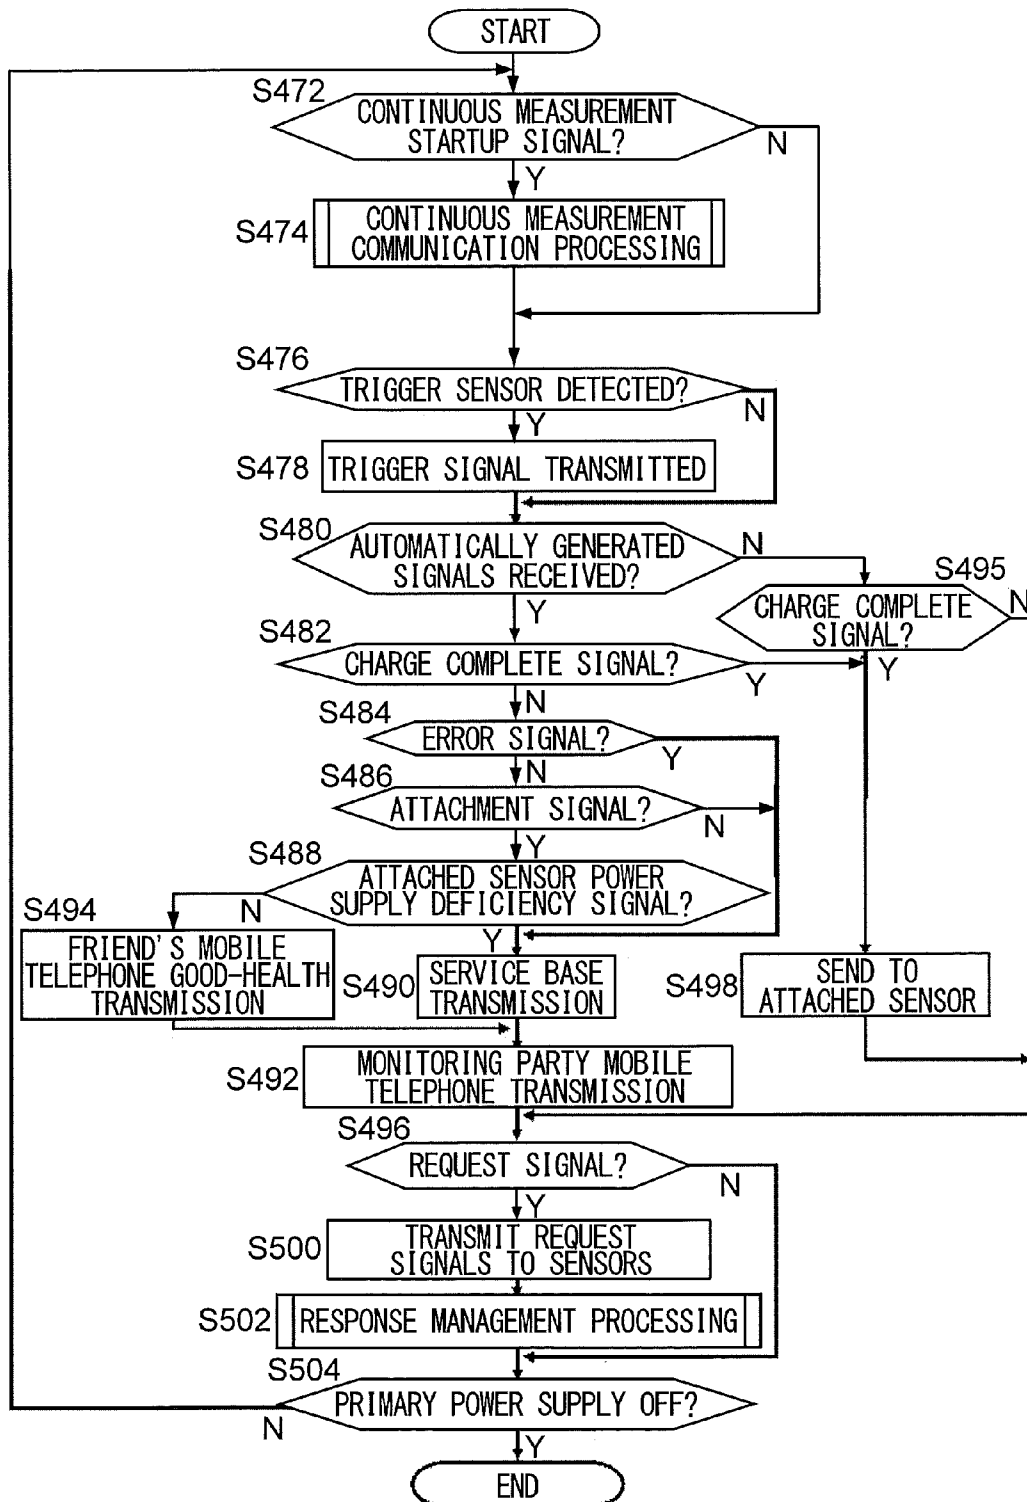 START
S472
CONTINUOUS MEASUREMENT
STARTUP SIGNAL?
N
Y
S474
CONTINUOUS MEASUREMENT
COMMUNICATION PROCESSING
S476
TRIGGER SENSOR DETECTED?
N
Y
S478
TRIGGER SIGNAL TRANSMITTED
S480
AUTOMATICALLY GENERATED
SIGNALS RECEIVED?
N
Y
S495
CHARGE COMPLETE
SIGNAL?
N
Y
S482
CHARGE COMPLETE SIGNAL?
Y
N
S484
ERROR SIGNAL?
Y
N
S486
ATTACHMENT SIGNAL?
N
Y
S488
ATTACHED SENSOR POWER
SUPPLY DEFICIENCY SIGNAL?
N
Y
S494
FRIEND'S MOBILE
TELEPHONE GOOD-HEALTH
TRANSMISSION
S490
SERVICE BASE
TRANSMISSION
S498
SEND TO
ATTACHED SENSOR
S492
MONITORING PARTY MOBILE
TELEPHONE TRANSMISSION
S496
REQUEST SIGNAL?
N
Y
S500
TRANSMIT REQUEST
SIGNALS TO SENSORS
S502
RESPONSE MANAGEMENT PROCESSING
S504
PRIMARY POWER SUPPLY OFF?
N
Y
END